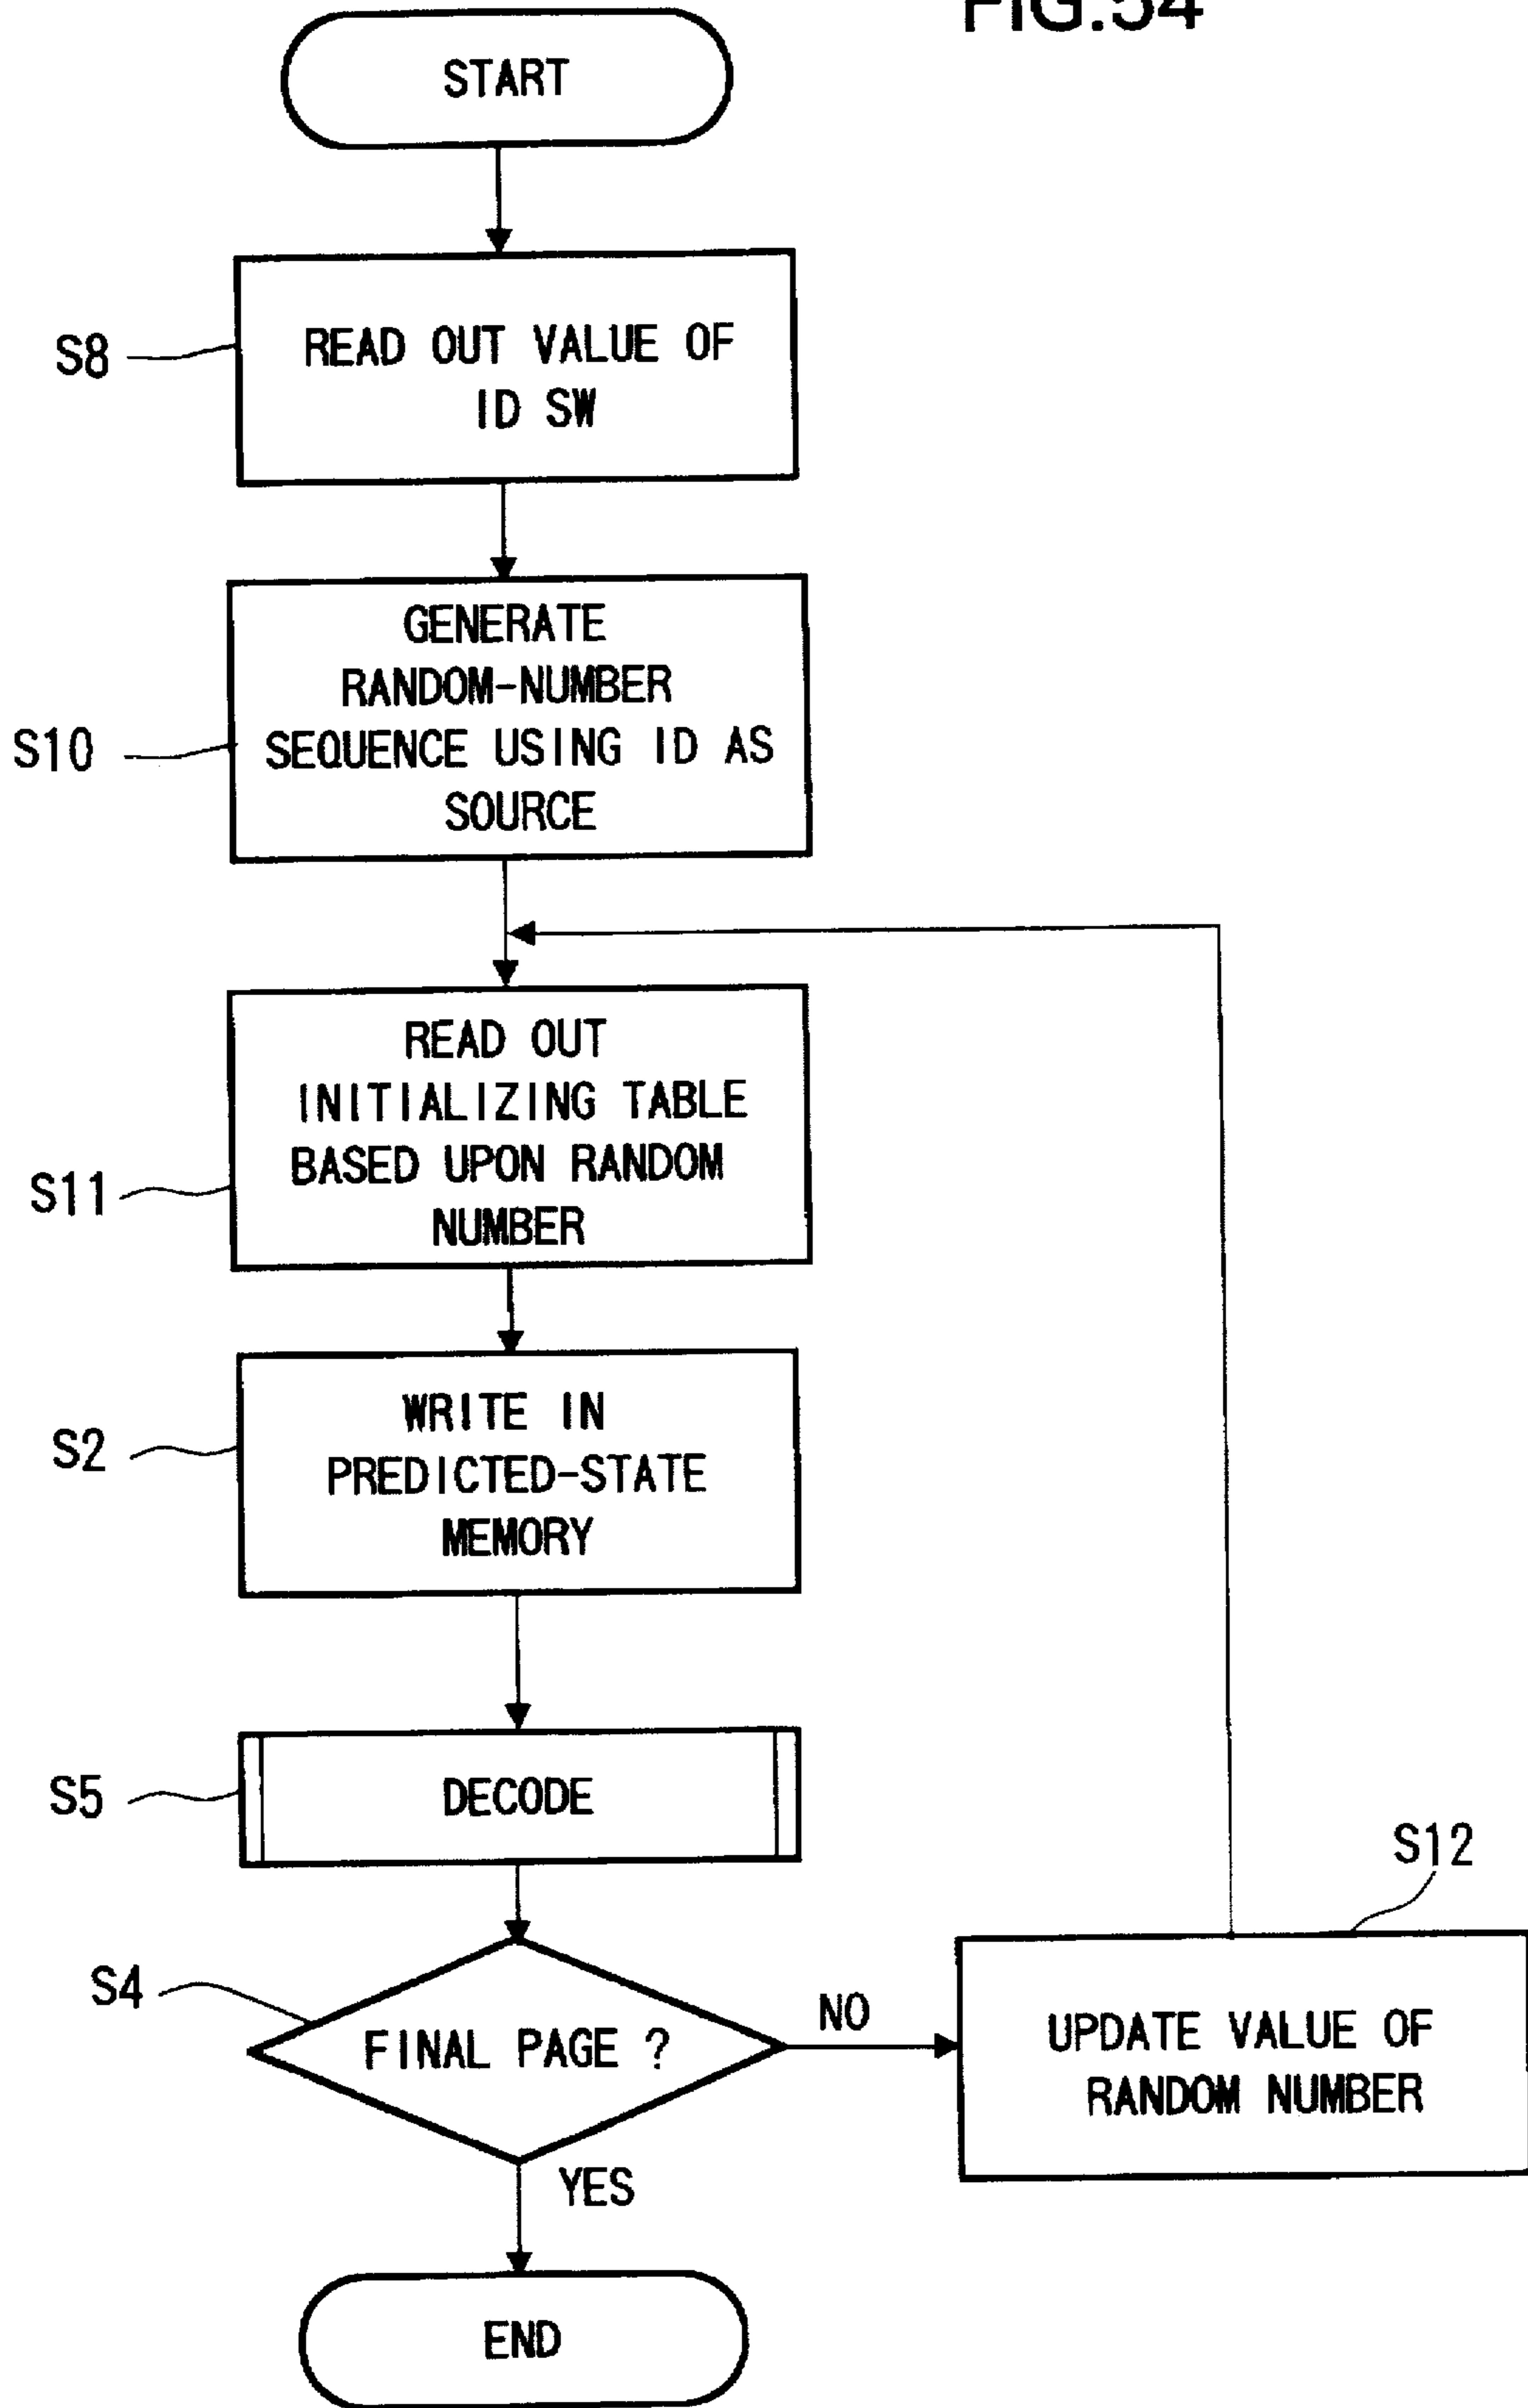 FIG.54
START
S8
READ OUT VALUE OF
ID SW
S10
GENERATE
RANDOM-NUMBER
SEQUENCE USING ID AS
SOURCE
S11
READ OUT
INITIALIZING TABLE
BASED UPON RANDOM
NUMBER
S2
WRITE IN
PREDICTED-STATE
MEMORY
S5
DECODE
S4
FINAL PAGE ?
NO
YES
S12
UPDATE VALUE OF
RANDOM NUMBER
END